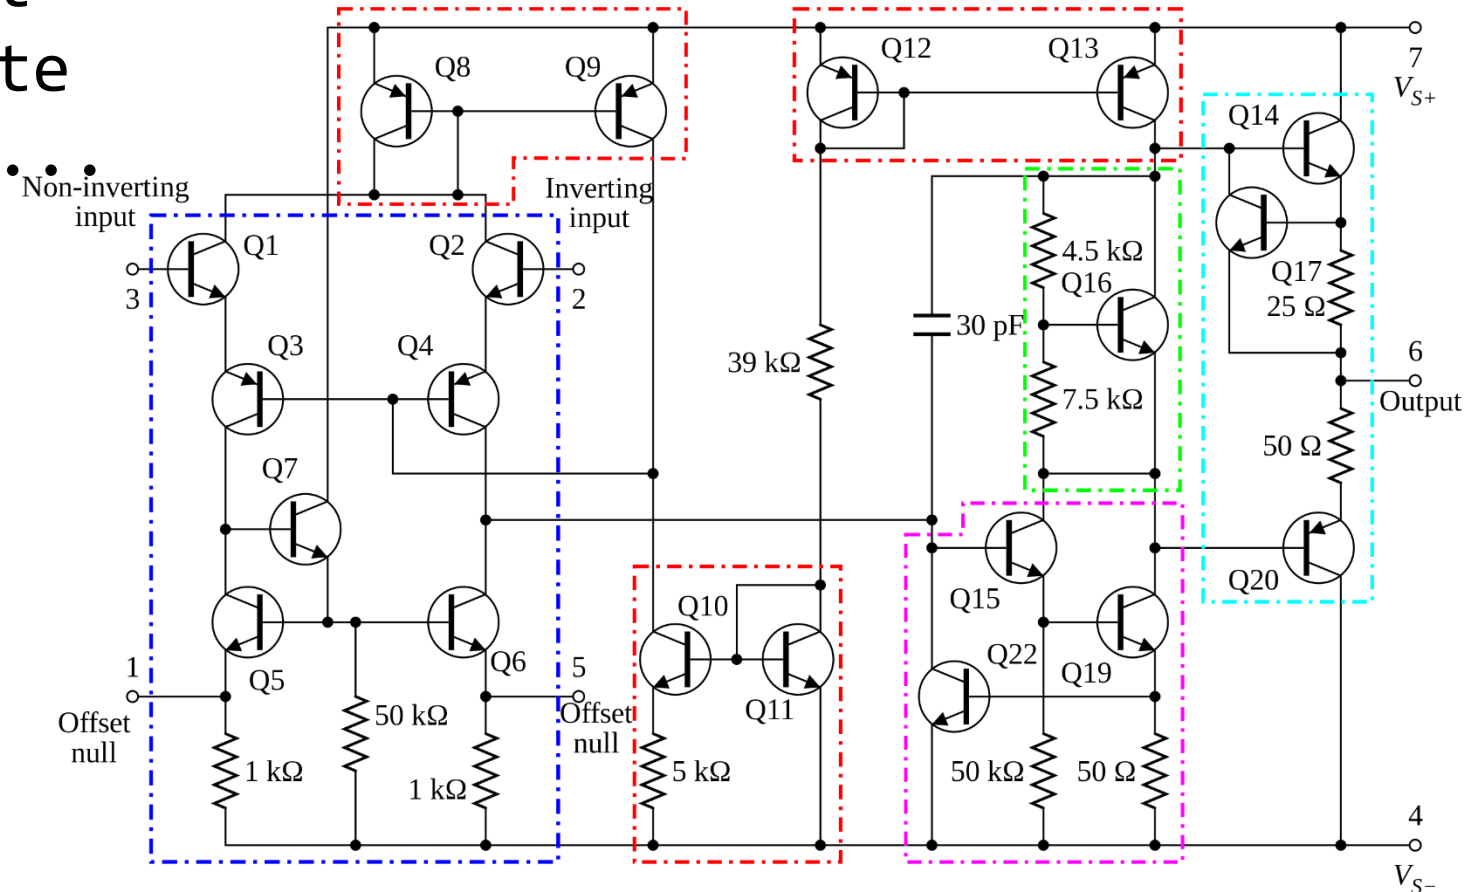 te
...
Non-inverting
input
Inverting
input
Q8
Q9
Q12
Q13
7
V_{S+}
Q14
Q1
Q2
3
2
Q17
25 Ω
4.5 kΩ
Q16
30 pF
Q3
Q4
39 kΩ
7.5 kΩ
6
Output
50 Ω
Q7
Q15
Q20
Q10
Q11
Q22
Q19
1
Q5
Q6
5
Offset
null
Offset
null
50 kΩ
1 kΩ
1 kΩ
5 kΩ
50 kΩ
50 Ω
4
V_{S−}